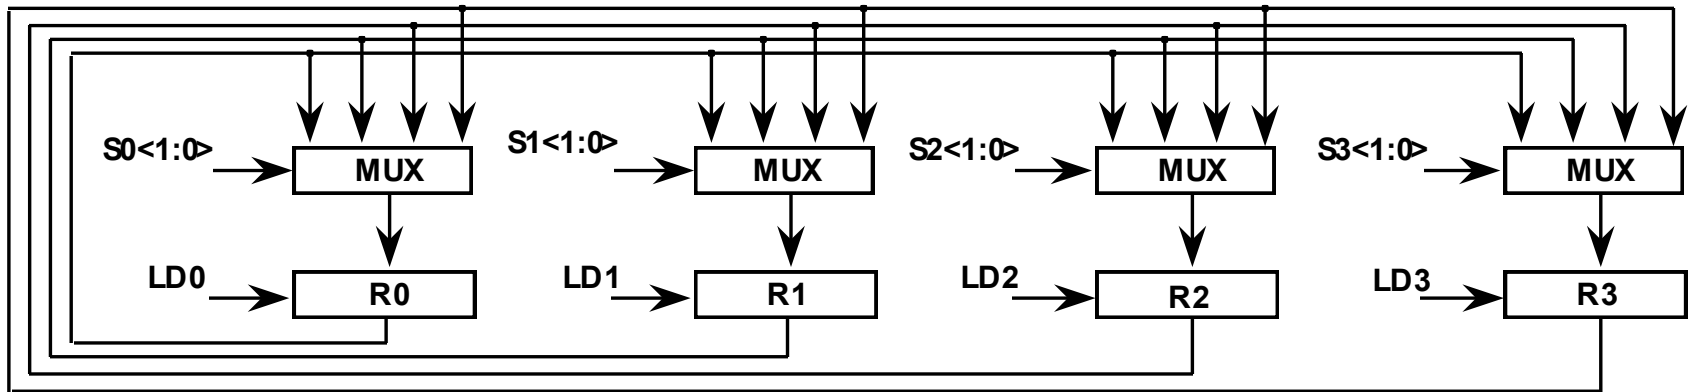 S0<1:0>
MUX
S1<1:0>
MUX
S2<1:0>
MUX
S3<1:0>
MUX
LD0
R0
LD1
R1
LD2
R2
LD3
R3